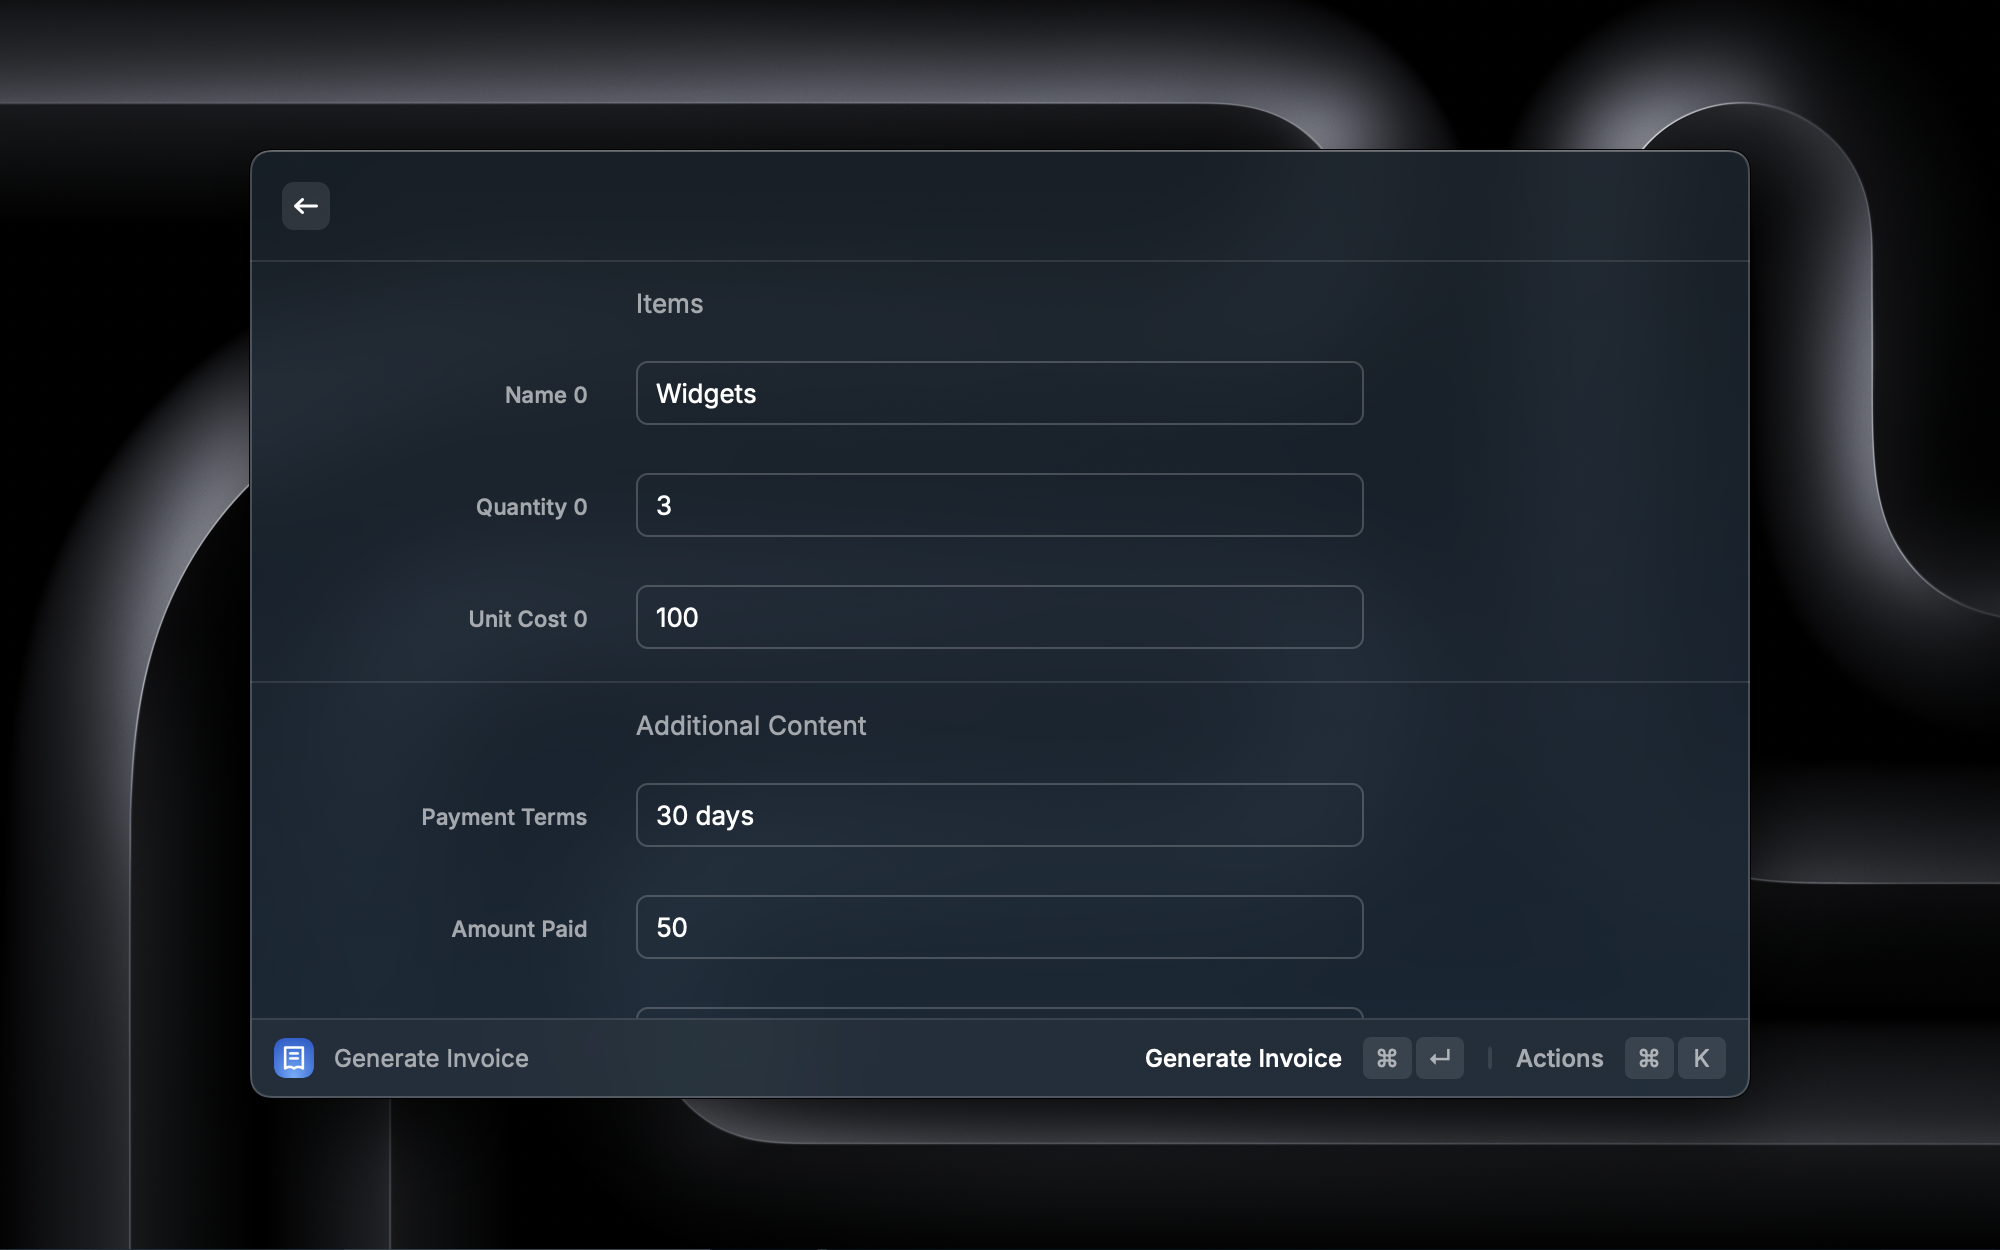 Items
Name 0
Widgets
Quantity 0
3
Unit Cost 0
100
Additional Content
Payment Terms
30 days
Amount Paid
50
Generate Invoice
Generate Invoice ⌘ ↵ Actions ⌘ K